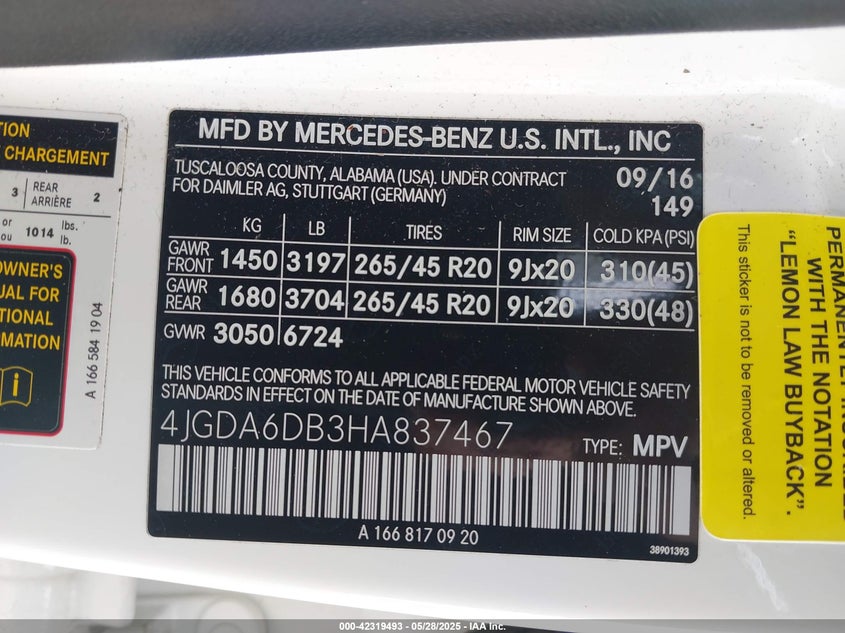 TION
CHARGEMENT
3 REAR ARRIÈRE 2
or ou 1014 lbs. lb.
OWNER'S
UAL FOR
TIONAL
RMATION
A 166 584 19 04
MFD BY MERCEDES-BENZ U.S. INTL., INC
TUSCALOOSA COUNTY, ALABAMA (USA). UNDER CONTRACT 09/16
FOR DAIMLER AG, STUTTGART (GERMANY) 149
KG LB TIRES RIM SIZE COLD KPA (PSI)
GAWR FRONT 1450 3197 265/45 R20 9Jx20 310(45)
GAWR REAR 1680 3704 265/45 R20 9Jx20 330(48)
GVWR 3050 6724
THIS VEHICLE CONFORMS TO ALL APPLICABLE FEDERAL MOTOR VEHICLE SAFETY
STANDARDS IN EFFECT ON THE DATE OF MANUFACTURE SHOWN ABOVE.
4JGDA6DB3HA837467 TYPE: MPV
A 166 817 09 20
38901393
WITH THE NOTATION
"LEMON LAW BUYBACK".
This sticker is not to be removed or altered.
000-42319493 - 05/28/2025 - IAA Inc.